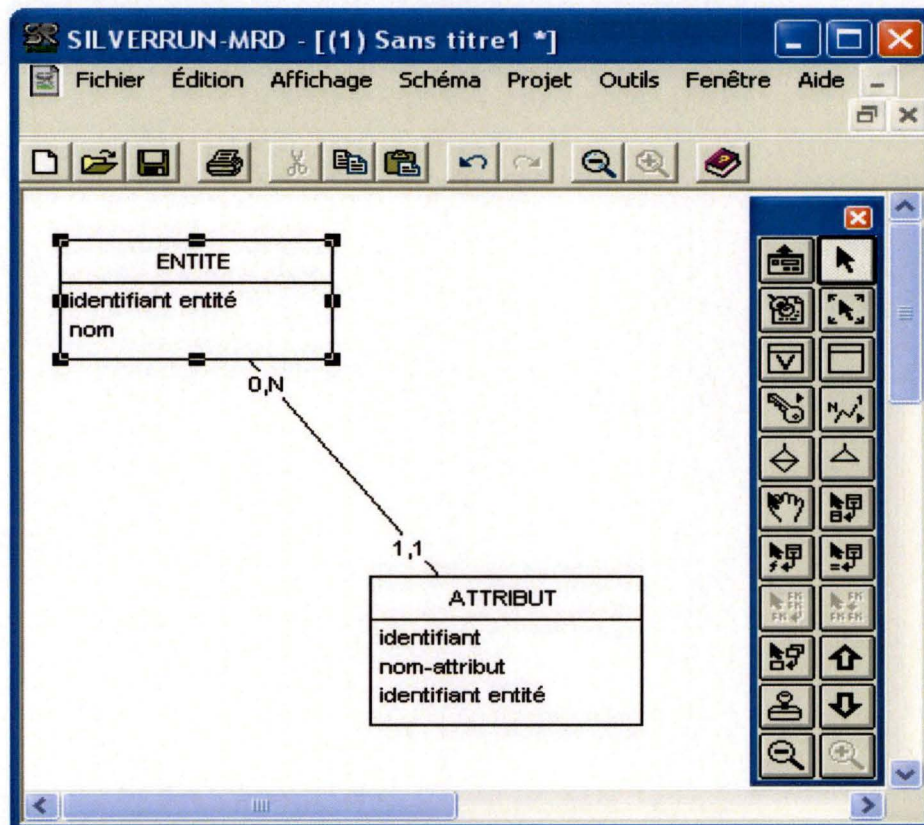 SILVERRUN-MRD - [(1) Sans titre1 *]
Fichier Édition Affichage Schéma Projet Outils Fenêtre Aide
ENTITE
identifiant entité
nom
0,N
1,1
ATTRIBUT
identifiant
nom-attribut
identifiant entité